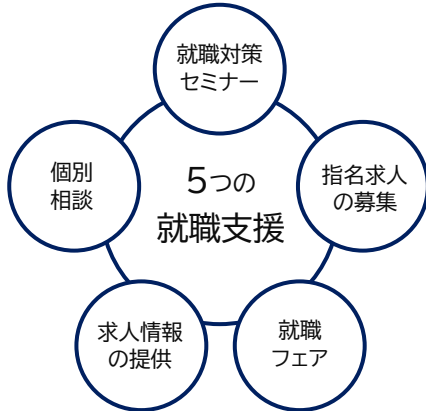 就職対策
セミナー
個別
相談
5つの
就職支援
指名求人
の募集
求人情報
の提供
就職
フェア